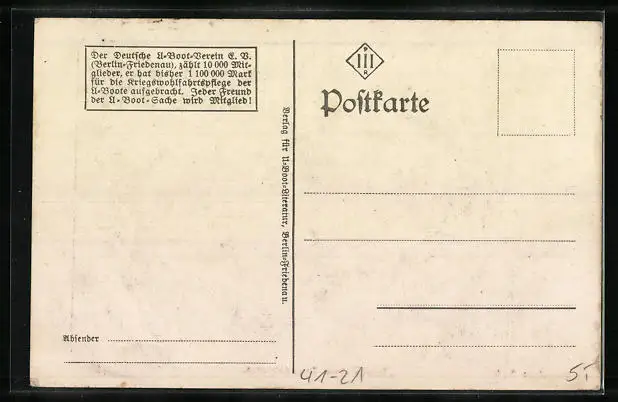 Der Deutsche U-Boot-Verein E. V.
(Berlin-Friedenau), zählt 10 000 Mit-
glieder, er hat bisher 1 100 000 Mark
für die Kriegswohlfahrtspflege der
U-Boote aufgebracht. Jeder Freund
der U-Boot-Sache wird Mitglied!
Absender
Verlag für U-Boot-Literatur, Berlin-Friedenau.
P
III
R
Postkarte
41-21